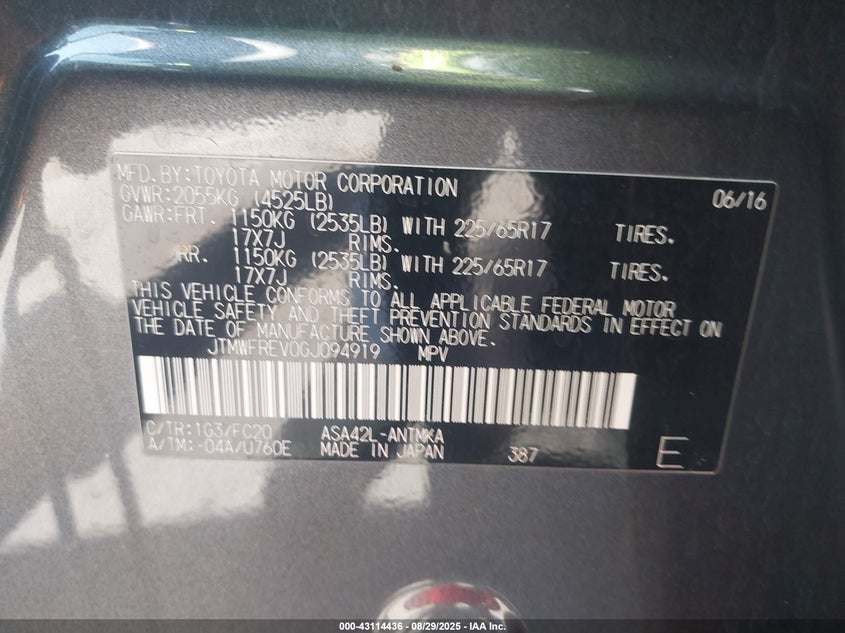 MFD.BY:TOYOTA MOTOR CORPORATION 06/16
GVWR:2055KG (4525LB)
GAWR:FRT. 1150KG (2535LB) WITH 225/65R17 TIRES.
17X7J RIMS.
RR. 1150KG (2535LB) WITH 225/65R17 TIRES.
17X7J RIMS.
THIS VEHICLE CONFORMS TO ALL APPLICABLE FEDERAL MOTOR
VEHICLE SAFETY AND THEFT PREVENTION STANDARDS IN EFFECT ON
THE DATE OF MANUFACTURE SHOWN ABOVE.
JTMWFREV0GJ094919 MPV
C/TR:1G3/FC20 ASA42L-ANTMKA
A/TM:-04A/U760E MADE IN JAPAN 387 E
000-43114436 - 08/29/2025 - IAA Inc.